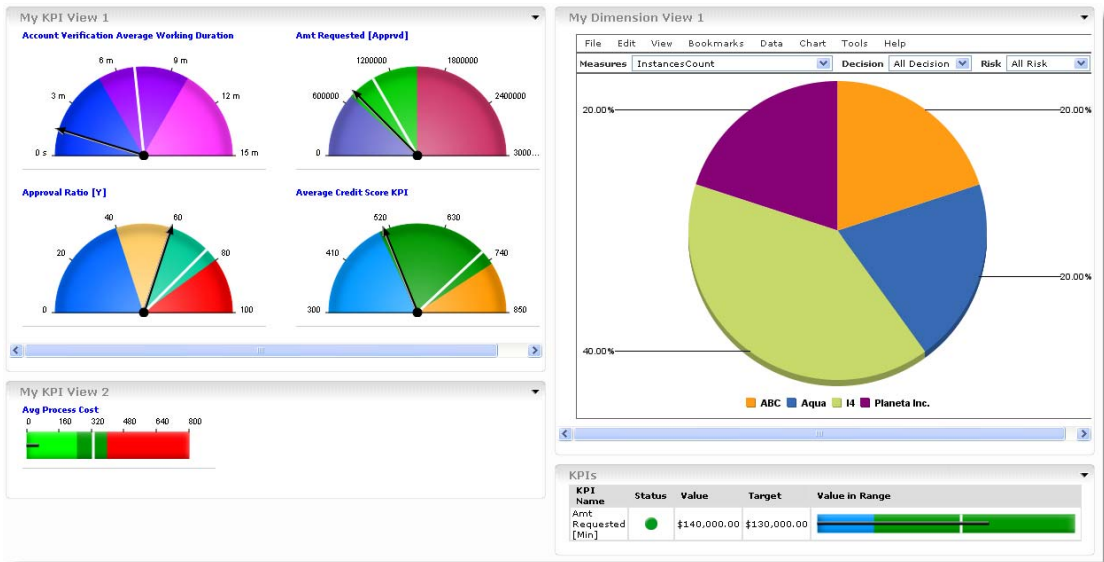 My KPI View 1
Account Verification Average Working Duration
0 s
3 m
6 m
9 m
12 m
15 m
Amt Requested [Apprvd]
0
600000
1200000
1800000
2400000
3000...
Approval Ratio [Y]
0
20
40
60
80
100
Average Credit Score KPI
300
410
520
630
740
850
My KPI View 2
Avg Process Cost
0 160 320 480 640 800
My Dimension View 1
File Edit View Bookmarks Data Chart Tools Help
Measures InstancesCount Decision All Decision Risk All Risk
20.00% 20.00%
20.00%
40.00%
ABC Aqua I4 Planeta Inc.
KPIs
KPI Name Status Value Target Value in Range
Amt Requested [Min] $140,000.00 $130,000.00